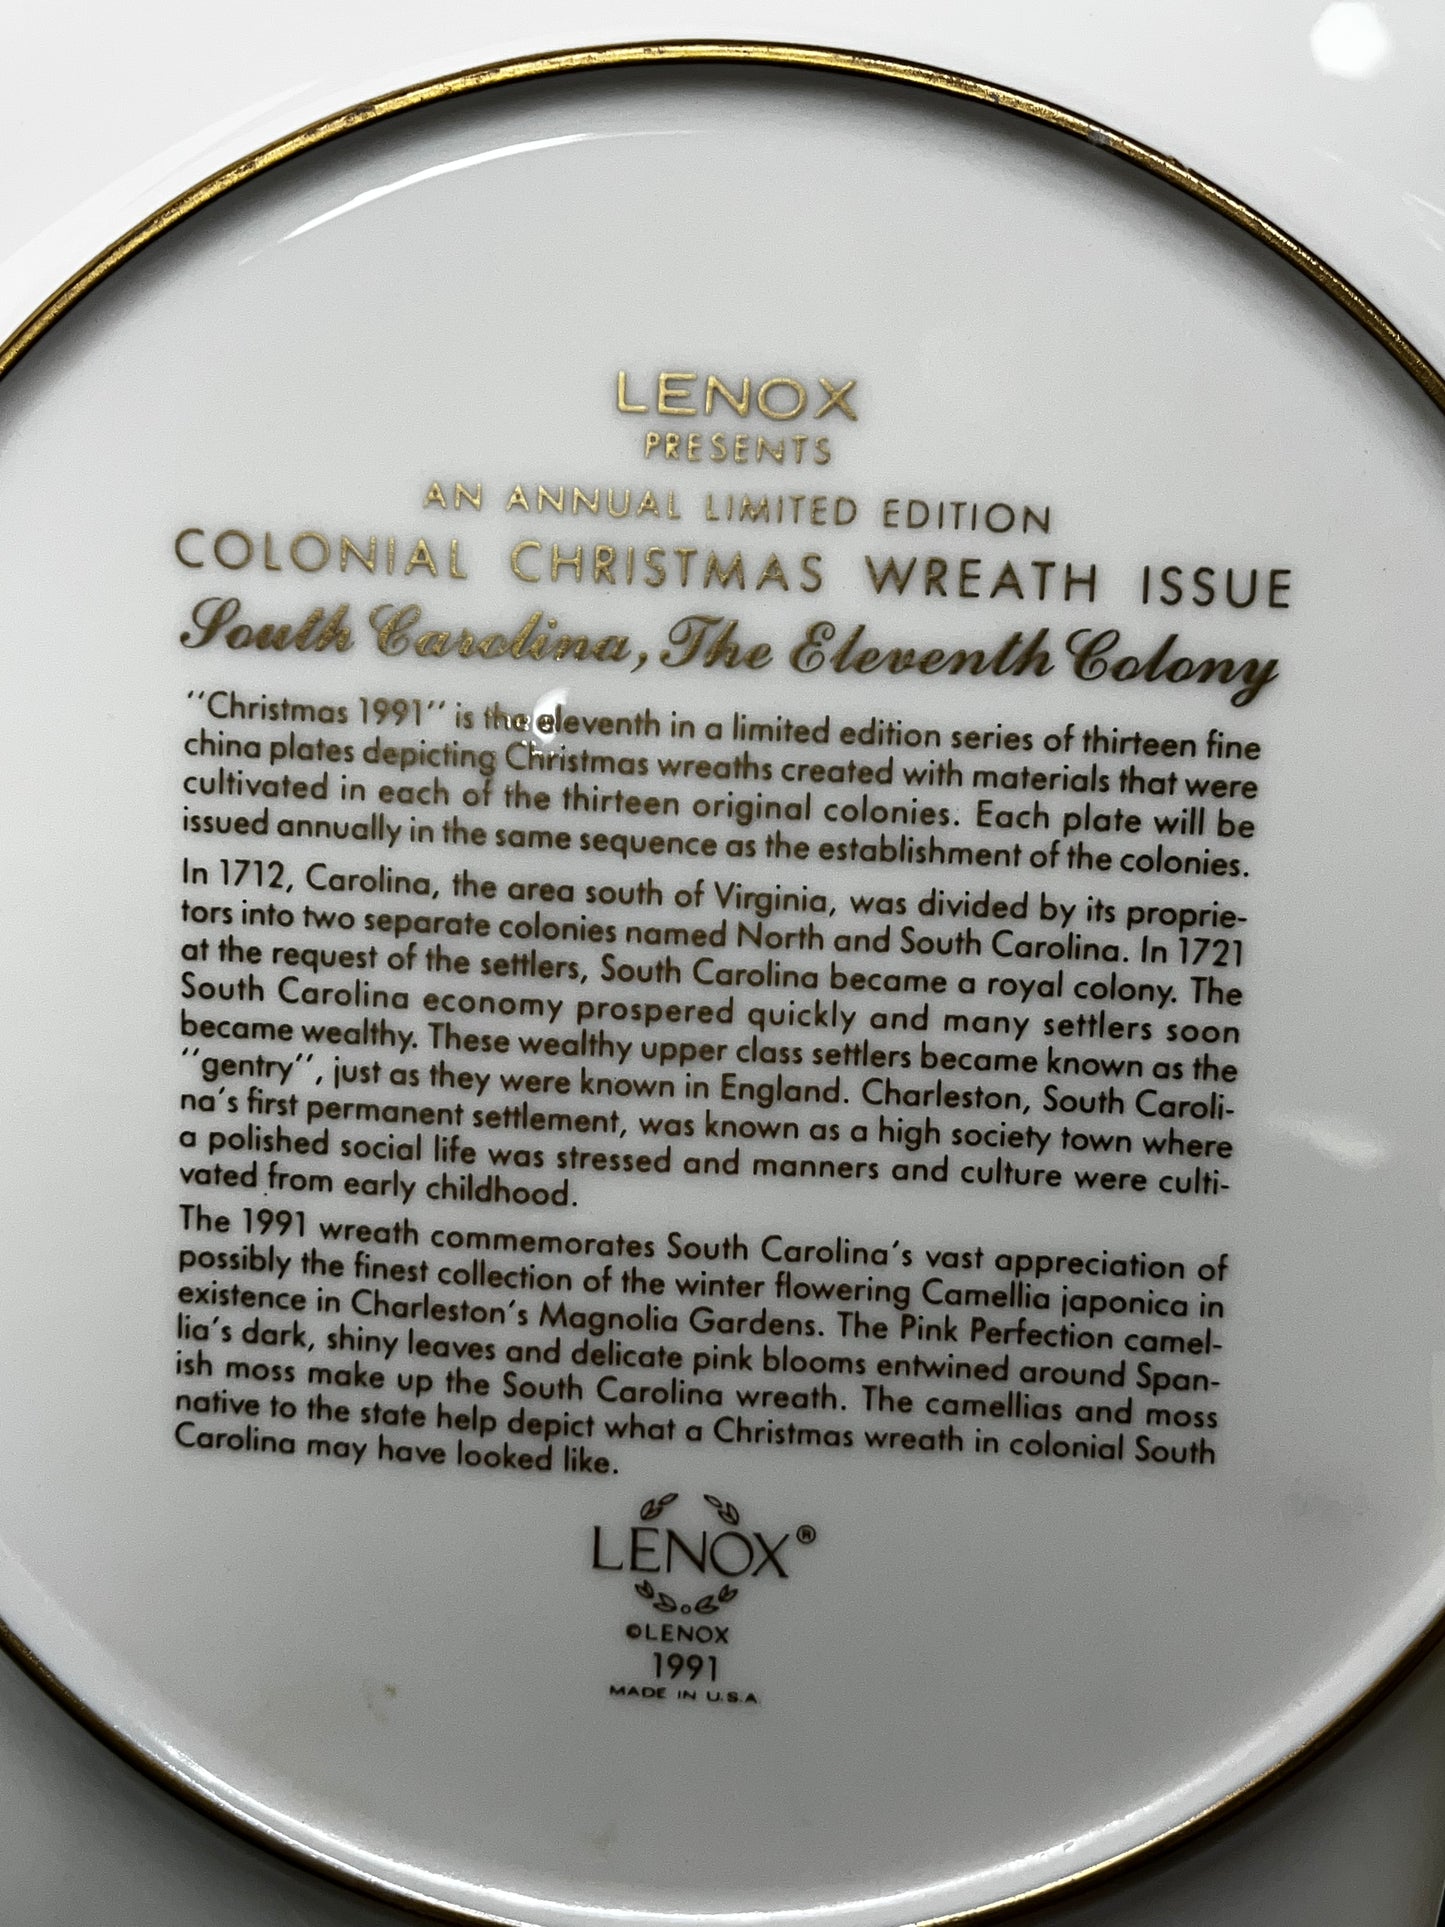 LENOX
PRESENTS
AN ANNUAL LIMITED EDITION
COLONIAL CHRISTMAS WREATH ISSUE
South Carolina, The Eleventh Colony
"Christmas 1991" is the eleventh in a limited edition series of thirteen fine
china plates depicting Christmas wreaths created with materials that were
cultivated in each of the thirteen original colonies. Each plate will be
issued annually in the same sequence as the establishment of the colonies.
In 1712, Carolina, the area south of Virginia, was divided by its proprie-
tors into two separate colonies named North and South Carolina. In 1721
at the request of the settlers, South Carolina became a royal colony. The
South Carolina economy prospered quickly and many settlers soon
became wealthy. These wealthy upper class settlers became known as the
"gentry", just as they were known in England. Charleston, South Caroli-
na's first permanent settlement, was known as a high society town where
a polished social life was stressed and manners and culture were culti-
vated from early childhood.
The 1991 wreath commemorates South Carolina's vast appreciation of
possibly the finest collection of the winter flowering Camellia japonica in
existence in Charleston's Magnolia Gardens. The Pink Perfection camel-
lia's dark, shiny leaves and delicate pink blooms entwined around Span-
ish moss make up the South Carolina wreath. The camellias and moss
native to the state help depict what a Christmas wreath in colonial South
Carolina may have looked like.
LENOX®
©LENOX
1991
MADE IN U.S.A.